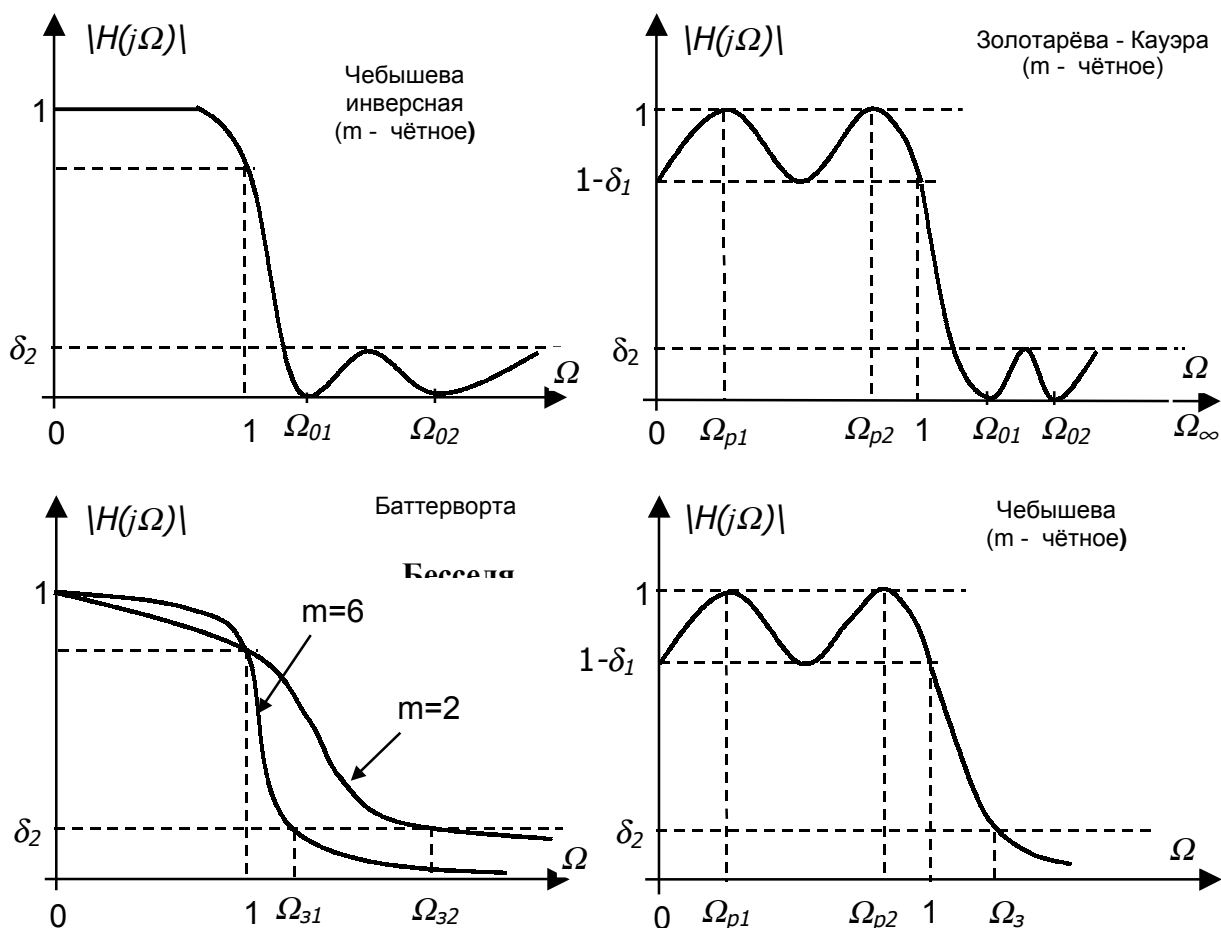 \H(jΩ)\
Чебышева
инверсная
(m - чётное)
1
δ2
Ω
0
1
Ω01
Ω02
\H(jΩ)\
Золотарёва - Кауэра
(m - чётное)
1
1-δ1
δ2
Ω
0
Ωp1
Ωp2
1
Ω01
Ω02
Ω∞
\H(jΩ)\
Баттерворта
Бесселя
1
m=6
m=2
δ2
Ω
0
1
Ωз1
Ωз2
\H(jΩ)\
Чебышева
(m - чётное)
1
1-δ1
δ2
Ω
0
Ωp1
Ωp2
1
Ωз